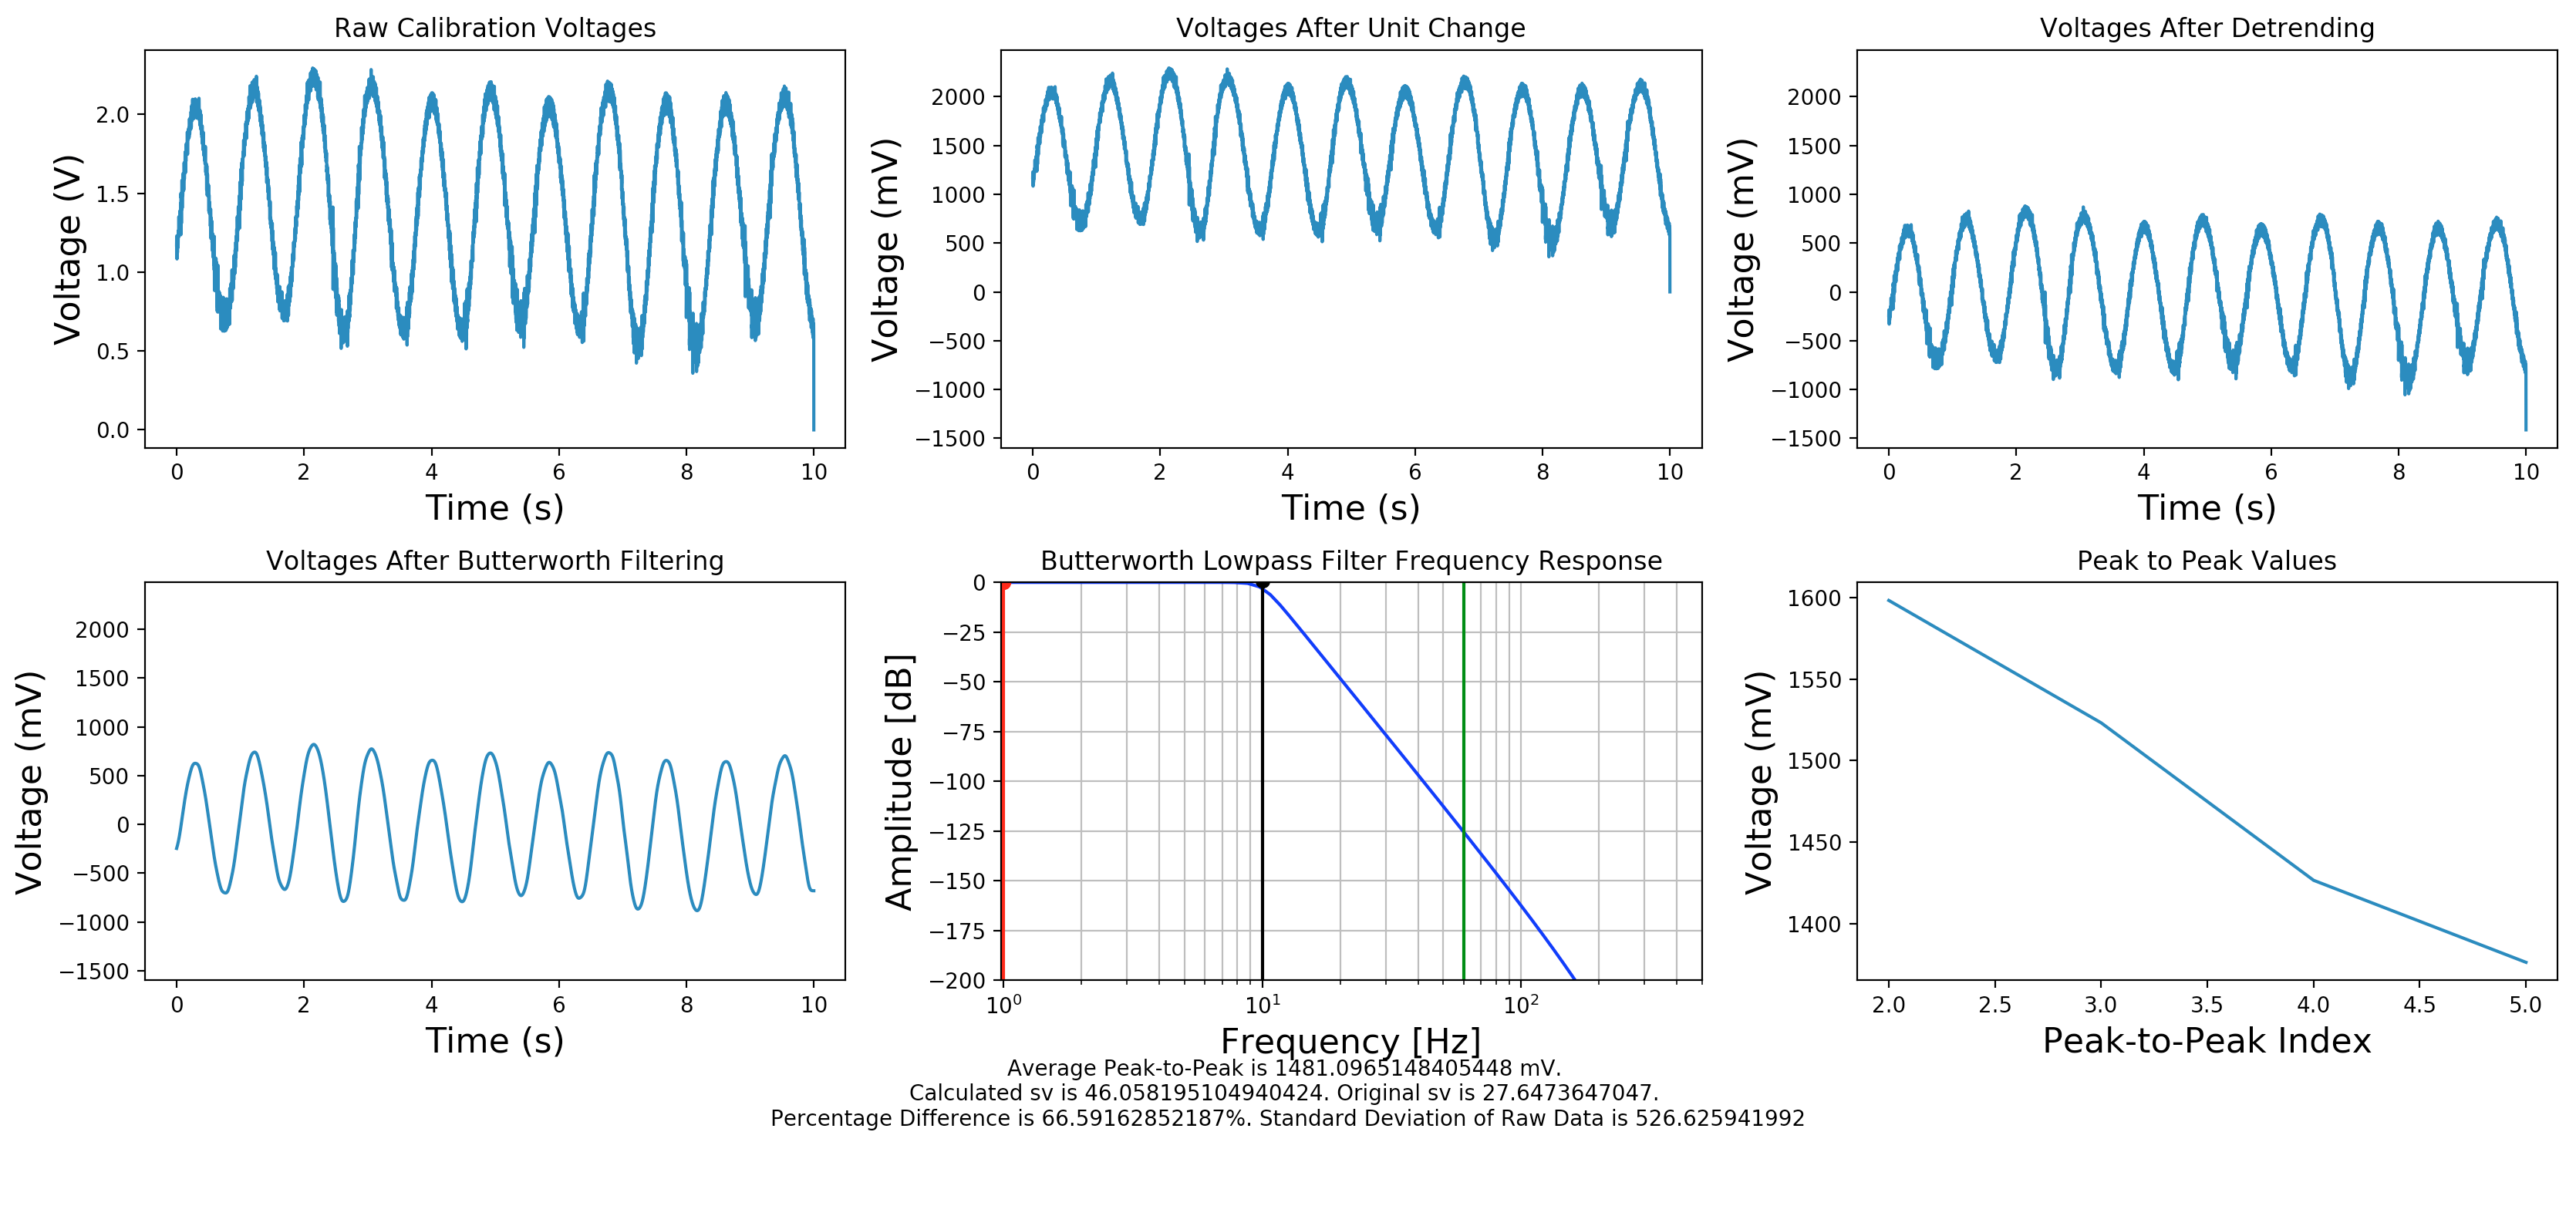 Raw Calibration Voltages
Voltage (V)
2.0
1.5
1.0
0.5
0.0
0 2 4 6 8 10
Time (s)
Voltages After Unit Change
Voltage (mV)
2000
1500
1000
500
0
−500
−1000
−1500
0 2 4 6 8 10
Time (s)
Voltages After Detrending
Voltage (mV)
2000
1500
1000
500
0
−500
−1000
−1500
0 2 4 6 8 10
Time (s)
Voltages After Butterworth Filtering
Voltage (mV)
2000
1500
1000
500
0
−500
−1000
−1500
0 2 4 6 8 10
Time (s)
Butterworth Lowpass Filter Frequency Response
Amplitude [dB]
0
−25
−50
−75
−100
−125
−150
−175
−200
10⁰ 10¹ 10²
Frequency [Hz]
Peak to Peak Values
Voltage (mV)
1600
1550
1500
1450
1400
2.0 2.5 3.0 3.5 4.0 4.5 5.0
Peak-to-Peak Index
Average Peak-to-Peak is 1481.0965148405448 mV.
Calculated sv is 46.058195104940424. Original sv is 27.6473647047.
Percentage Difference is 66.59162852187%. Standard Deviation of Raw Data is 526.625941992